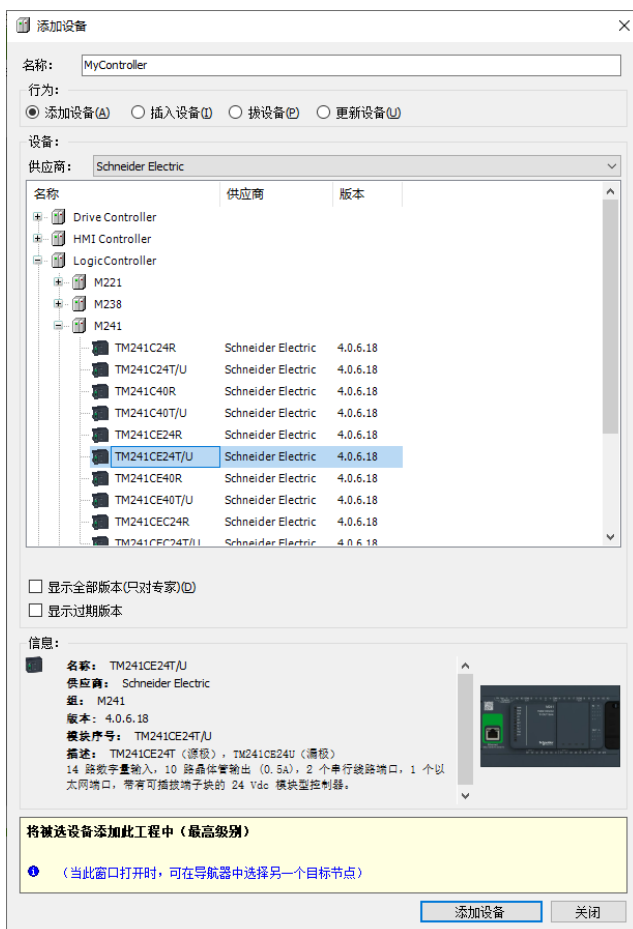 添加设备
名称: MyController
行为:
添加设备(A) 插入设备(I) 拔设备(P) 更新设备(U)
设备:
供应商: Schneider Electric
名称 供应商 版本
Drive Controller
HMI Controller
LogicController
M221
M238
M241
TM241C24R Schneider Electric 4.0.6.18
TM241C24T/U Schneider Electric 4.0.6.18
TM241C40R Schneider Electric 4.0.6.18
TM241C40T/U Schneider Electric 4.0.6.18
TM241CE24R Schneider Electric 4.0.6.18
TM241CE24T/U Schneider Electric 4.0.6.18
TM241CE40R Schneider Electric 4.0.6.18
TM241CE40T/U Schneider Electric 4.0.6.18
TM241CEC24R Schneider Electric 4.0.6.18
TM241CEC24T/U Schneider Electric 4.0.6.18
显示全部版本(只对专家)(D)
显示过期版本
信息:
名称: TM241CE24T/U
供应商: Schneider Electric
组: M241
版本: 4.0.6.18
模块序号: TM241CE24T/U
描述: TM241CE24T (源极) , TM241CE24U (漏极)
14 路数字量输入, 10 路晶体管输出 (0.5A), 2 个串行线路端口, 1 个以
太网端口, 带有可插拔端子块的 24 Vdc 模块型控制器。
将被选设备添加此工程中（最高级别）
（当此窗口打开时，可在导航器中选择另一个目标节点）
添加设备 关闭